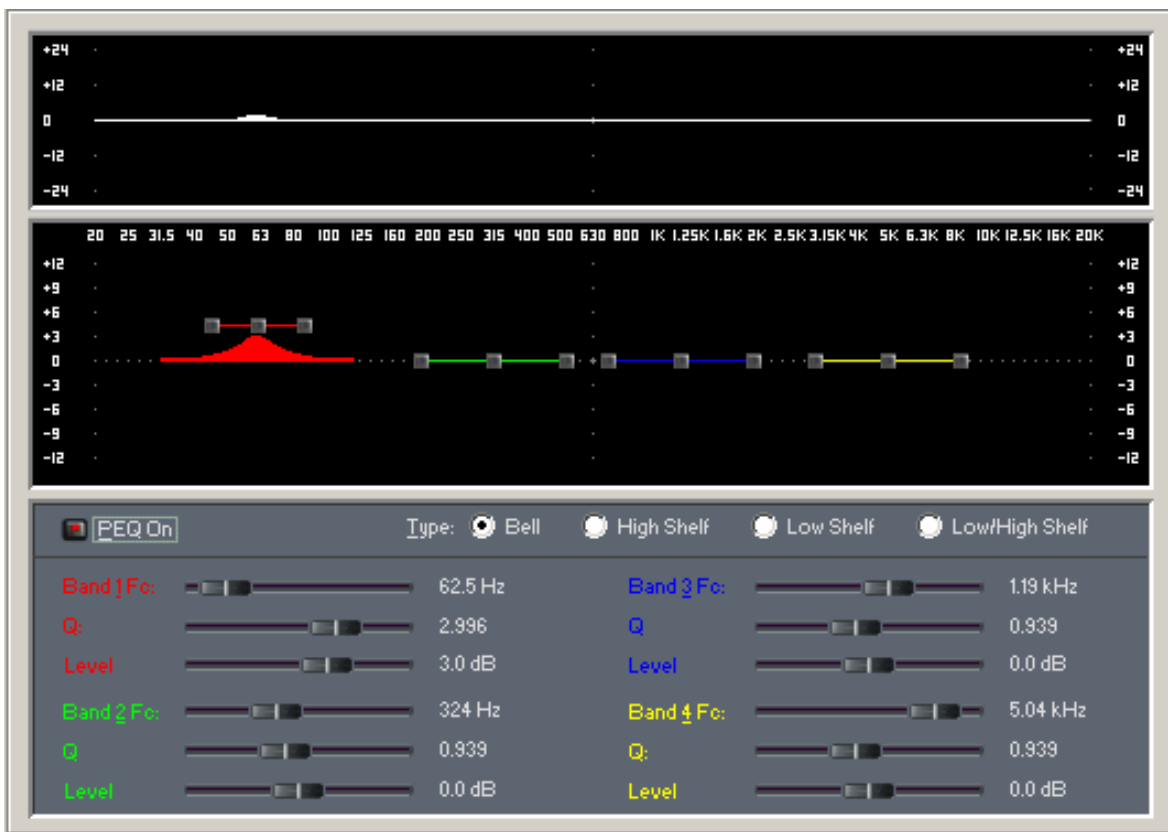 +24 +24
+12 +12
0 0
-12 -12
-24 -24
20 25 31.5 40 50 63 80 100 125 160 200 250 315 400 500 630 800 1K 1.25K 1.6K 2K 2.5K 3.15K 4K 5K 6.3K 8K 10K 12.5K 16K 20K
+12 +12
+9 +9
+6 +6
+3 +3
0 0
-3 -3
-6 -6
-9 -9
-12 -12
PEQ On Type: Bell High Shelf Low Shelf Low/High Shelf
Band 1 Fc: 62.5 Hz Band 3 Fc: 1.19 kHz
Q: 2.996 Q 0.939
Level 3.0 dB Level 0.0 dB
Band 2 Fc: 324 Hz Band 4 Fc: 5.04 kHz
Q 0.939 Q: 0.939
Level 0.0 dB Level 0.0 dB